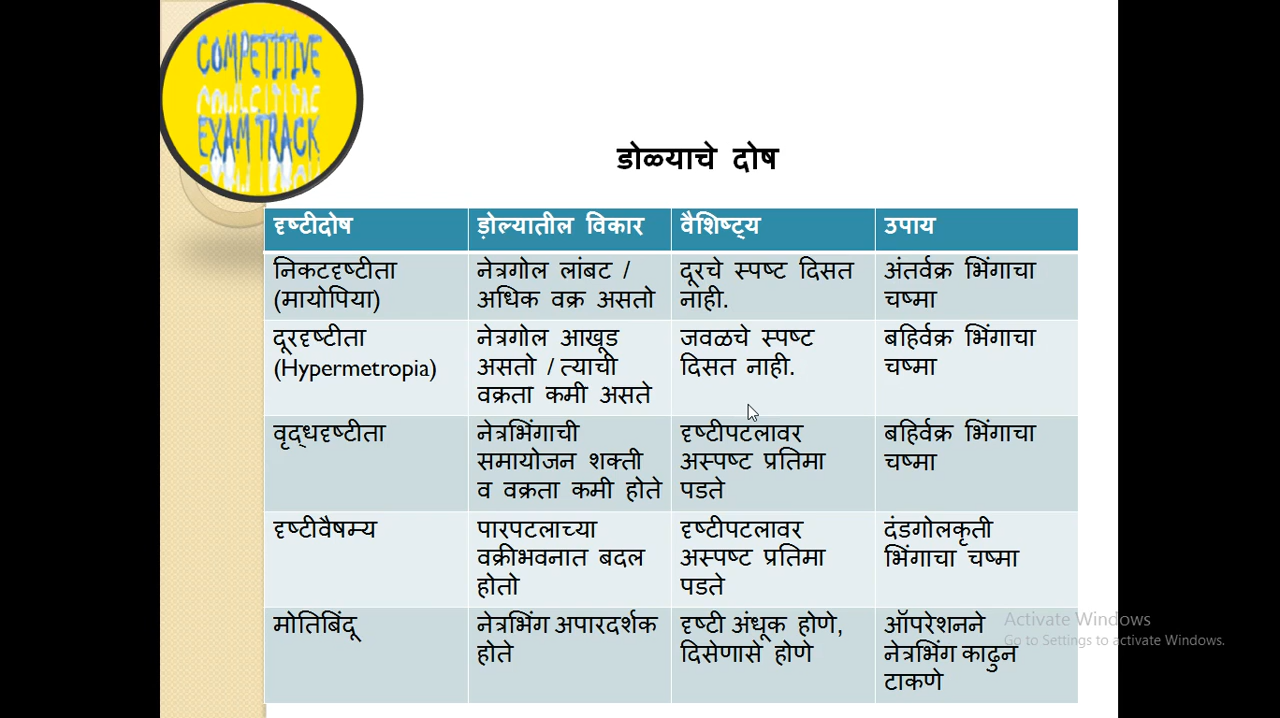 COMPETITIVE
EXAM TRACK
डोळ्याचे दोष
दृष्टीदोष ड़ोल्यातील विकार वैशिष्ट्य उपाय
निकटदृष्टीता नेत्रगोल लांबट / दूरचे स्पष्ट दिसत अंतर्वक्र भिंगाचा
(मायोपिया) अधिक वक्र असतो नाही. चष्मा
दूरदृष्टीता नेत्रगोल आखूड जवळचे स्पष्ट बहिर्वक्र भिंगाचा
(Hypermetropia) असतो / त्याची दिसत नाही. चष्मा
वक्रता कमी असते
वृद्धदृष्टीता नेत्रभिंगाची दृष्टीपटलावर बहिर्वक्र भिंगाचा
समायोजन शक्ती अस्पष्ट प्रतिमा चष्मा
व वक्रता कमी होते पडते
दृष्टीवैषम्य पारपटलाच्या दृष्टीपटलावर दंडगोलकृती
वक्रीभवनात बदल अस्पष्ट प्रतिमा भिंगाचा चष्मा
होतो पडते
मोतिबिंदू नेत्रभिंग अपारदर्शक दृष्टी अंधूक होणे, ऑपरेशनने
होते दिसेणासे होणे नेत्रभिंग काढुन
टाकणे
Activate Windows
Go to Settings to activate Windows.